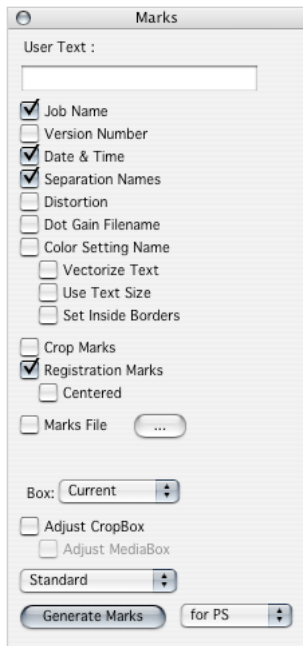 Marks
User Text :
Job Name
Version Number
Date & Time
Separation Names
Distortion
Dot Gain Filename
Color Setting Name
Vectorize Text
Use Text Size
Set Inside Borders
Crop Marks
Registration Marks
Centered
Marks File ...
Box: Current
Adjust CropBox
Adjust MediaBox
Standard
Generate Marks for PS